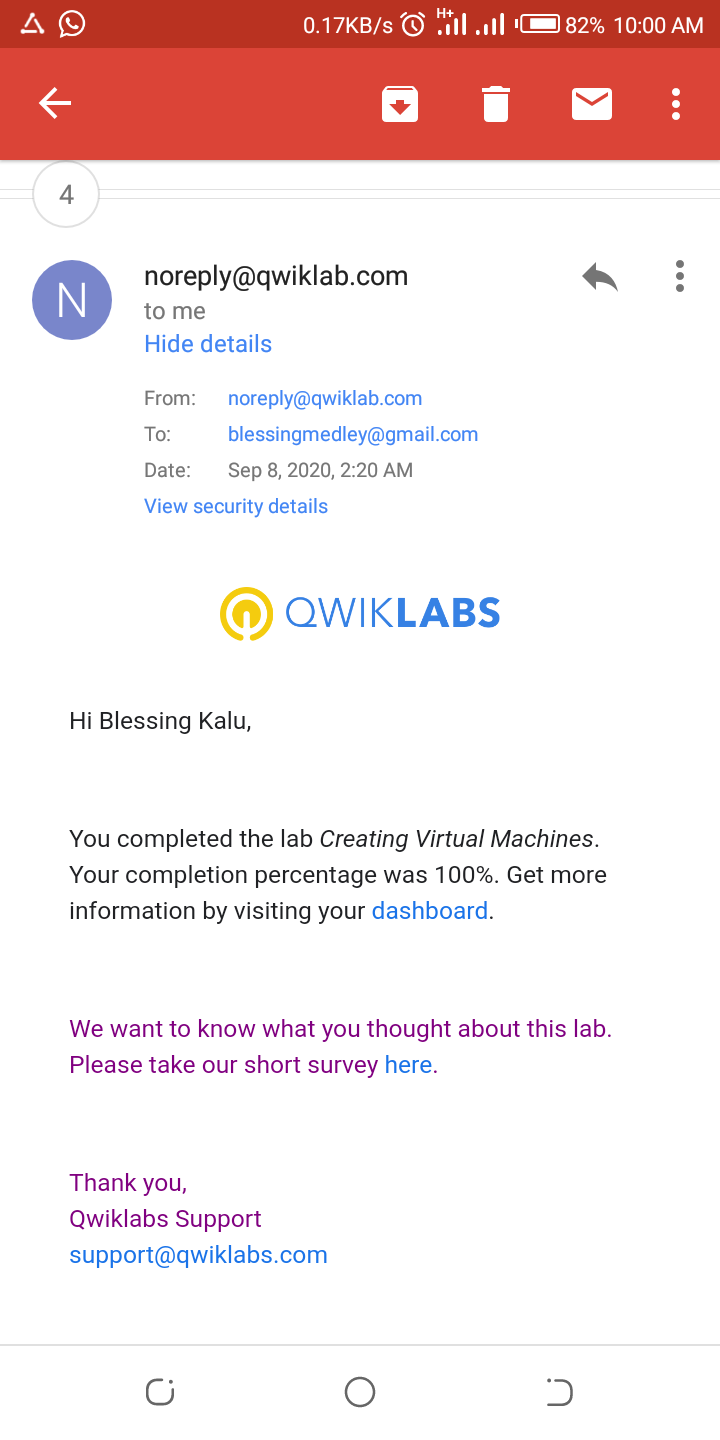 0.17KB/s H+ 82% 10:00 AM
4
N
noreply@qwiklab.com
to me
Hide details
From: noreply@qwiklab.com
To: blessingmedley@gmail.com
Date: Sep 8, 2020, 2:20 AM
View security details
QWIKLABS
Hi Blessing Kalu,
You completed the lab Creating Virtual Machines.
Your completion percentage was 100%. Get more
information by visiting your dashboard.
We want to know what you thought about this lab.
Please take our short survey here.
Thank you,
Qwiklabs Support
support@qwiklabs.com